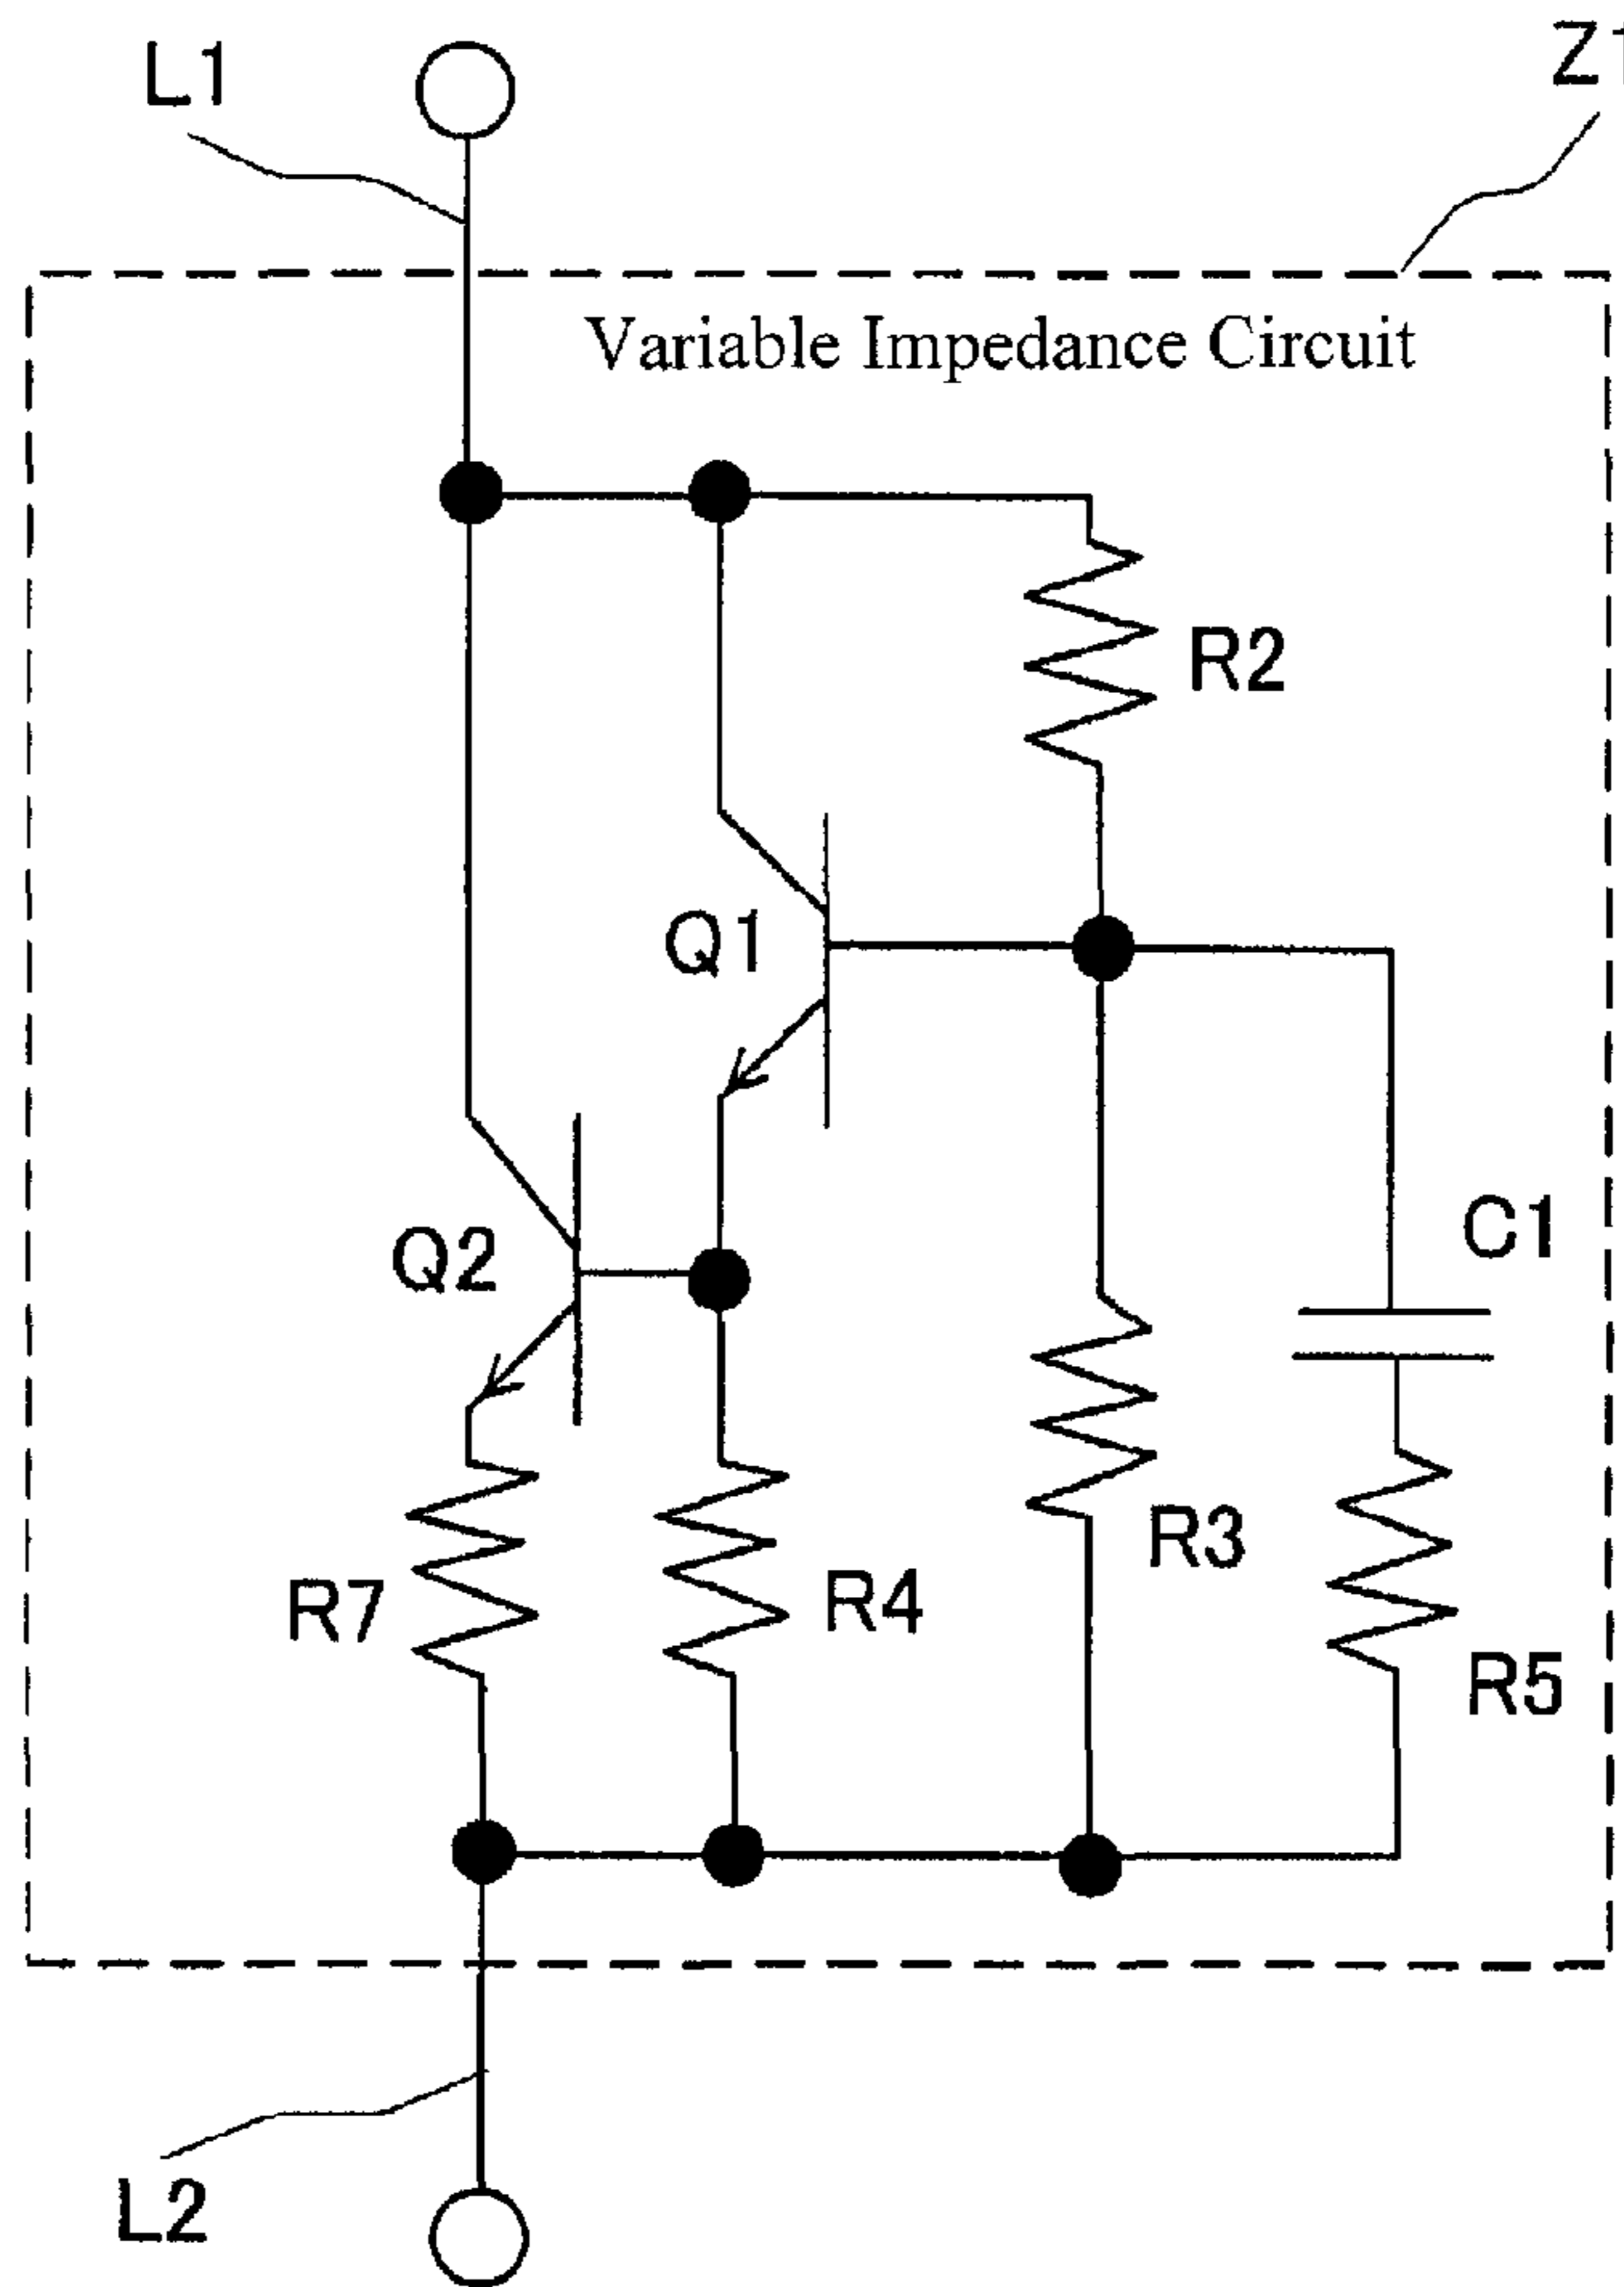 L1
Z1
Variable Impedance Circuit
R2
Q1
Q2
C1
R3
R7
R4
R5
L2